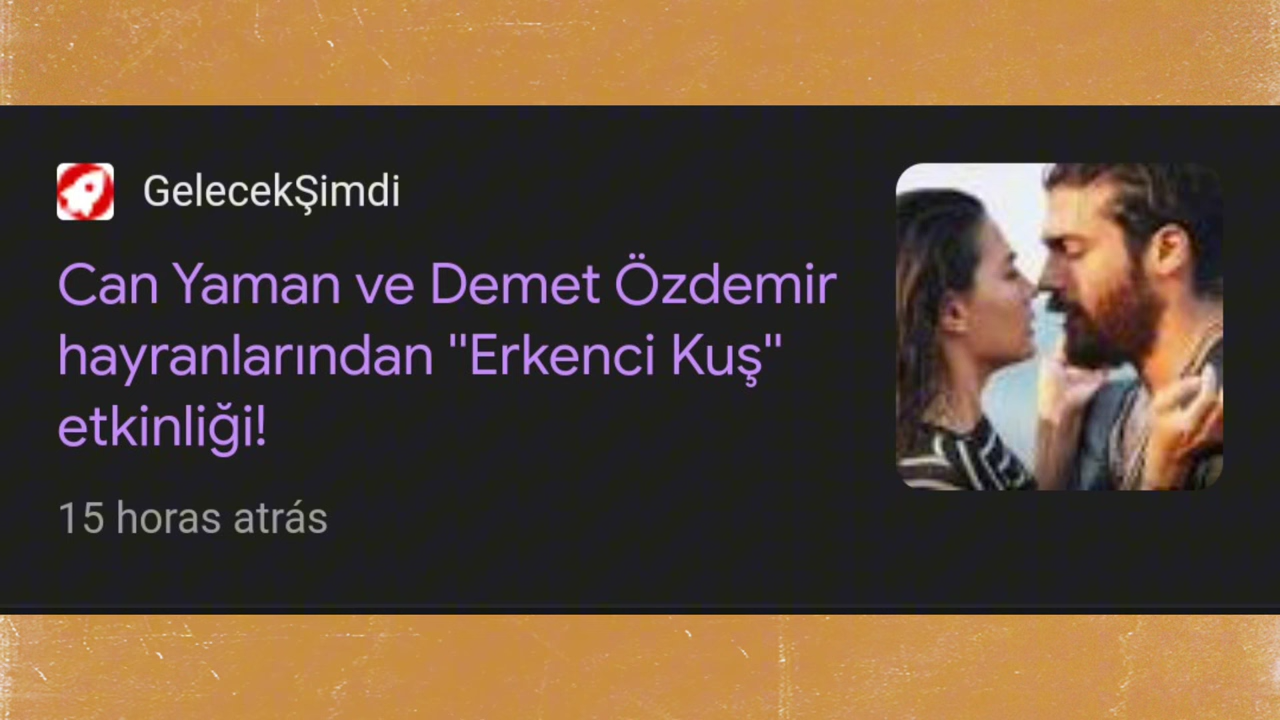 GelecekŞimdi
Can Yaman ve Demet Özdemir
hayranlarından "Erkenci Kuş"
etkinliği!
15 horas atrás